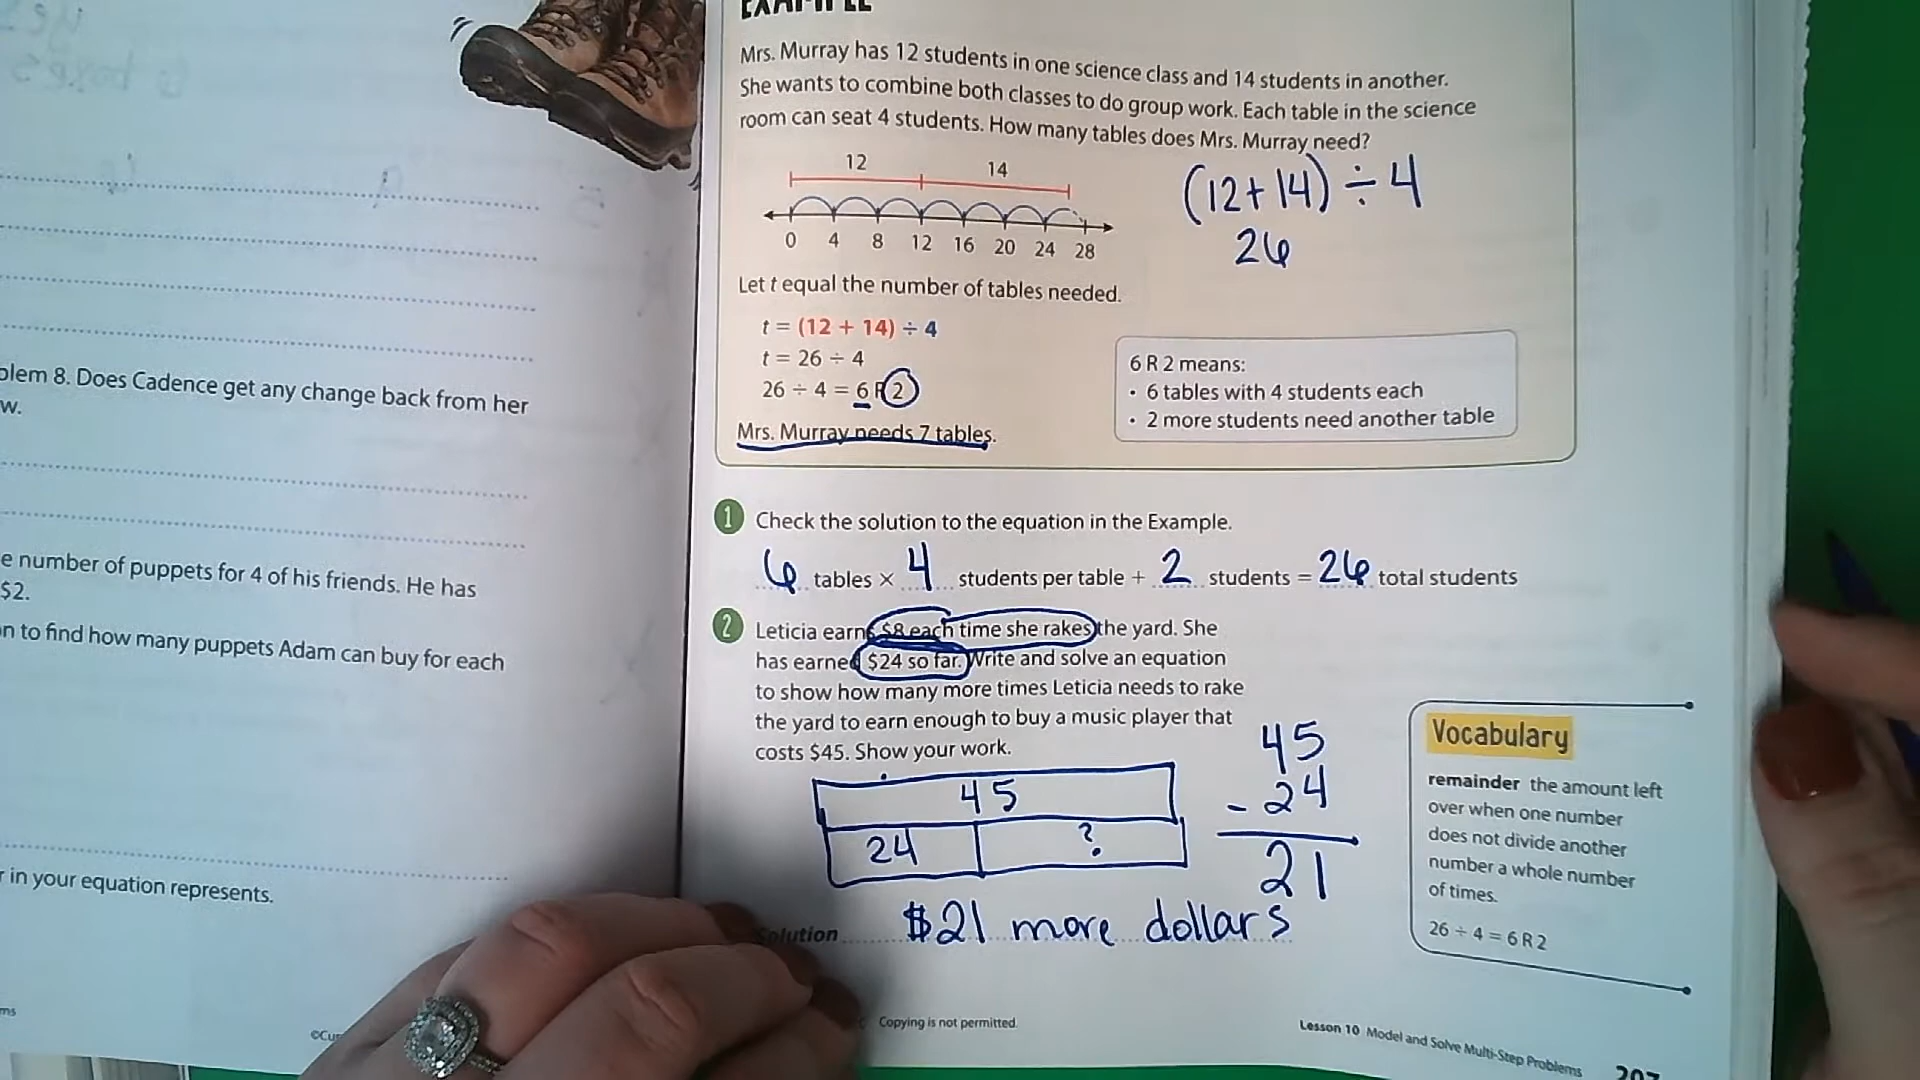 EXAMPLE
Mrs. Murray has 12 students in one science class and 14 students in another.
She wants to combine both classes to do group work. Each table in the science
room can seat 4 students. How many tables does Mrs. Murray need?
12 14
0 4 8 12 16 20 24 28
(12+14) ÷ 4
26
Let t equal the number of tables needed.
t = (12 + 14) ÷ 4
t = 26 ÷ 4
26 ÷ 4 = 6 R 2
Mrs. Murray needs 7 tables.
6 R 2 means:
• 6 tables with 4 students each
• 2 more students need another table
1 Check the solution to the equation in the Example.
6 tables × 4 students per table + 2 students = 26 total students
2 Leticia earns $8 each time she rakes the yard. She
has earned $24 so far. Write and solve an equation
to show how many more times Leticia needs to rake
the yard to earn enough to buy a music player that
costs $45. Show your work.
45
24 ?
45
- 24
21
Solution $21 more dollars
Vocabulary
remainder the amount left
over when one number
does not divide another
number a whole number
of times.
26 ÷ 4 = 6 R 2
Copying is not permitted.
Lesson 10 Model and Solve Multi-Step Problems 207
8. Does Cadence get any change back from her
w.
e number of puppets for 4 of his friends. He has
$2.
n to find how many puppets Adam can buy for each
r in your equation represents.